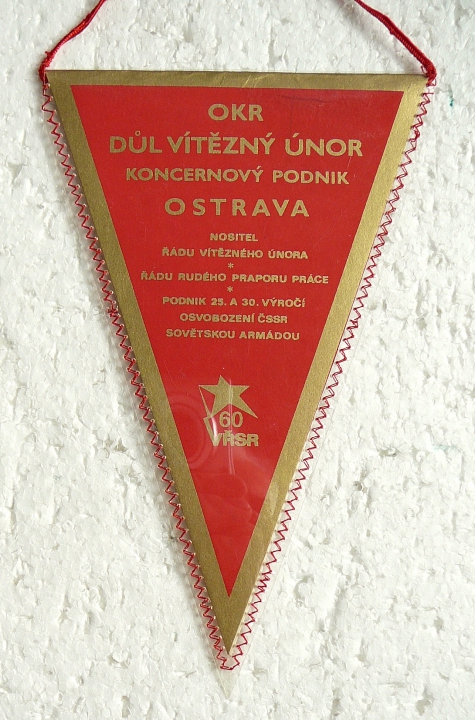 OKR
DŮL VÍTĚZNÝ ÚNOR
KONCERNOVÝ PODNIK
OSTRAVA
NOSITEL
ŘÁDU VÍTĚZNÉHO ÚNORA
*
ŘÁDU RUDÉHO PRAPORU PRÁCE
*
PODNIK 25. A 30. VÝROČÍ
OSVOBOZENÍ ČSSR
SOVĚTSKOU ARMÁDOU
60
VŘSR